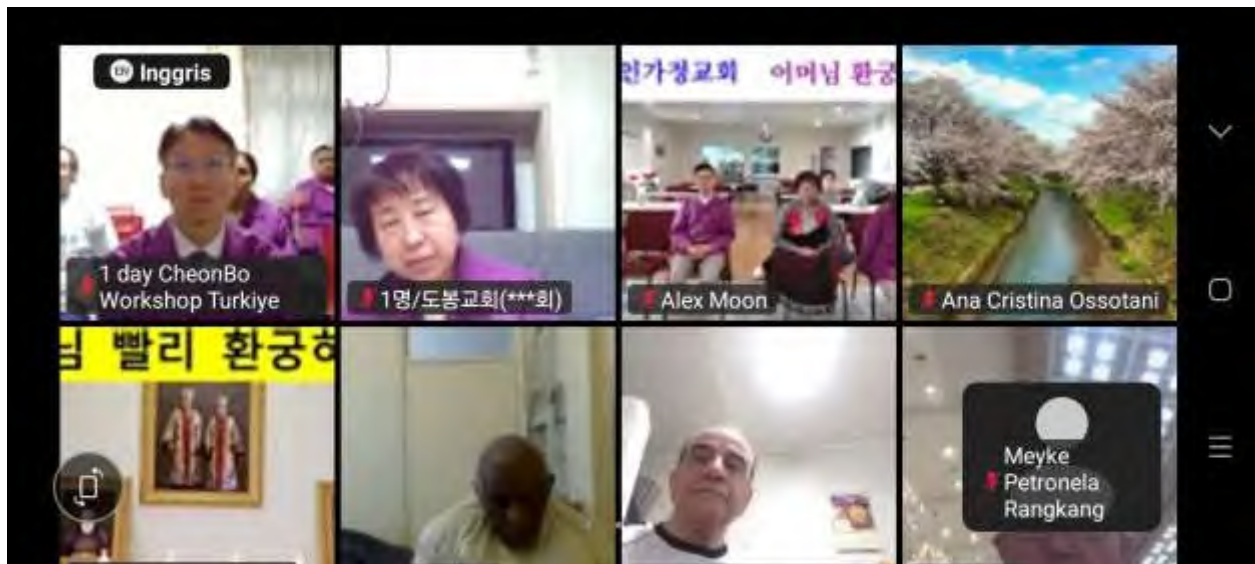 EN Inggris
1 day CheonBo
Workshop Turkiye
1명/도봉교회(***회)
인가정교회 어머님 환궁
Alex Moon
Ana Cristina Ossotani
님 빨리 환궁하
Meyke
Petronela
Rangkang